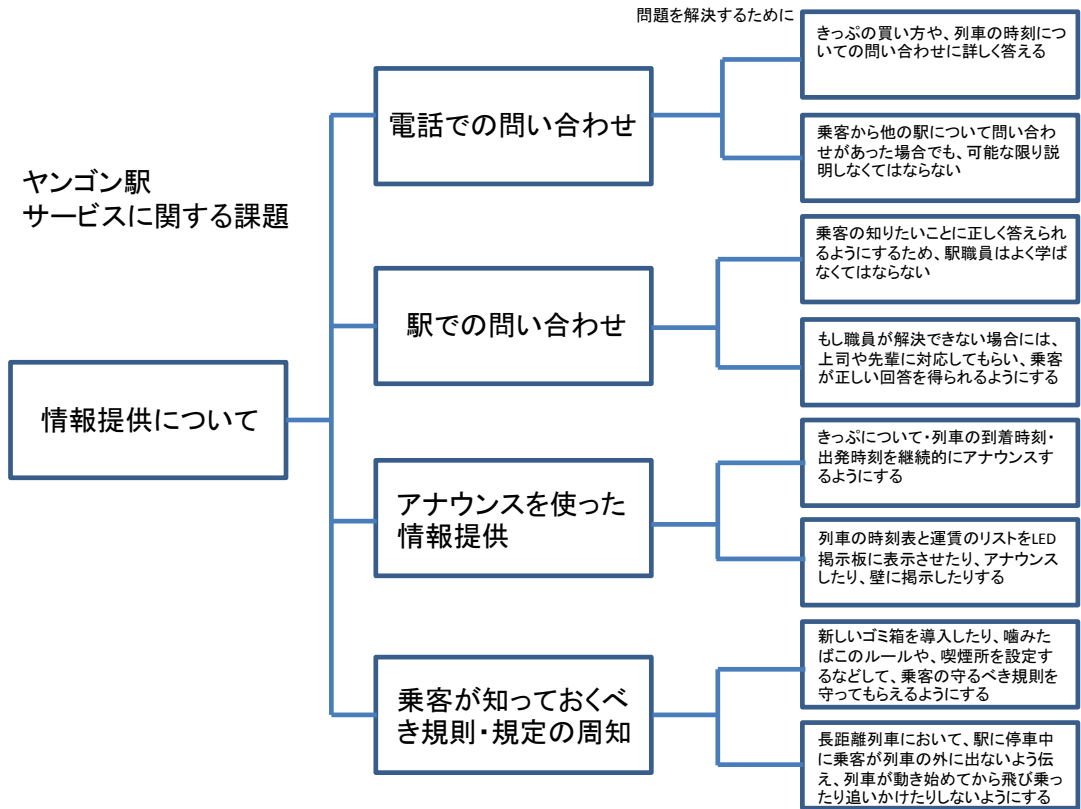 問題を解決するために
ヤンゴン駅
サービスに関する課題
情報提供について
電話での問い合わせ
きっぷの買い方や、列車の時刻につ
いての問い合わせに詳しく答える
乗客から他の駅について問い合わ
せがあった場合でも、可能な限り説
明しなくてはならない
駅での問い合わせ
乗客の知りたいことに正しく答えられ
るようにするため、駅職員はよく学ば
なくてはならない
もし職員が解決できない場合には、
上司や先輩に対応してもらい、乗客
が正しい回答を得られるようにする
アナウンスを使った
情報提供
きっぷについて・列車の到着時刻・
出発時刻を継続的にアナウンスす
るようにする
列車の時刻表と運賃のリストをLED
掲示板に表示させたり、アナウンス
したり、壁に掲示したりする
乗客が知っておくべ
き規則・規定の周知
新しいゴミ箱を導入したり、噛みた
ばこのルールや、喫煙所を設定す
るなどして、乗客の守るべき規則を
守ってもらえるようにする
長距離列車において、駅に停車中
に乗客が列車の外に出ないよう伝
え、列車が動き始めてから飛び乗っ
たり追いかけたりしないようにする